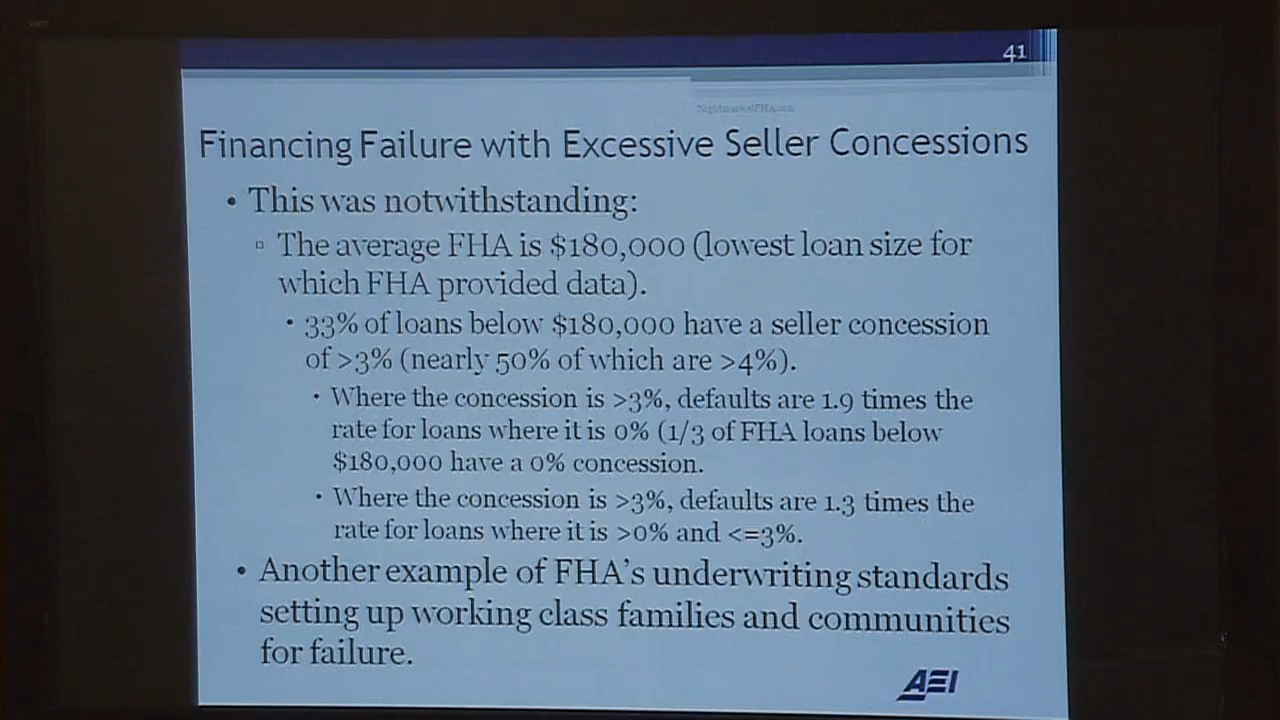 41
NightmareatFHA.com
Financing Failure with Excessive Seller Concessions
• This was notwithstanding:
▫ The average FHA is $180,000 (lowest loan size for
which FHA provided data).
• 33% of loans below $180,000 have a seller concession
of >3% (nearly 50% of which are >4%).
• Where the concession is >3%, defaults are 1.9 times the
rate for loans where it is 0% (1/3 of FHA loans below
$180,000 have a 0% concession.
• Where the concession is >3%, defaults are 1.3 times the
rate for loans where it is >0% and <=3%.
• Another example of FHA's underwriting standards
setting up working class families and communities
for failure.
AEI